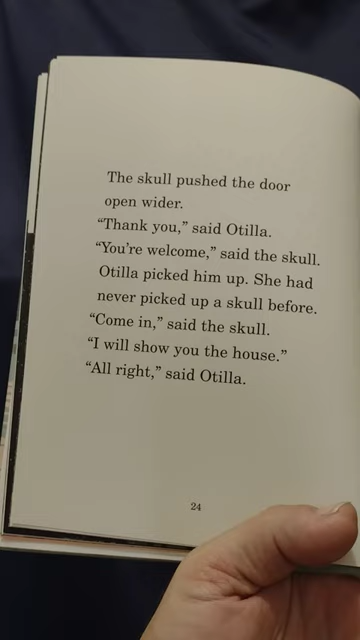 The skull pushed the door
open wider.
“Thank you,” said Otilla.
“You’re welcome,” said the skull.
Otilla picked him up. She had
never picked up a skull before.
“Come in,” said the skull.
“I will show you the house.”
“All right,” said Otilla.
24